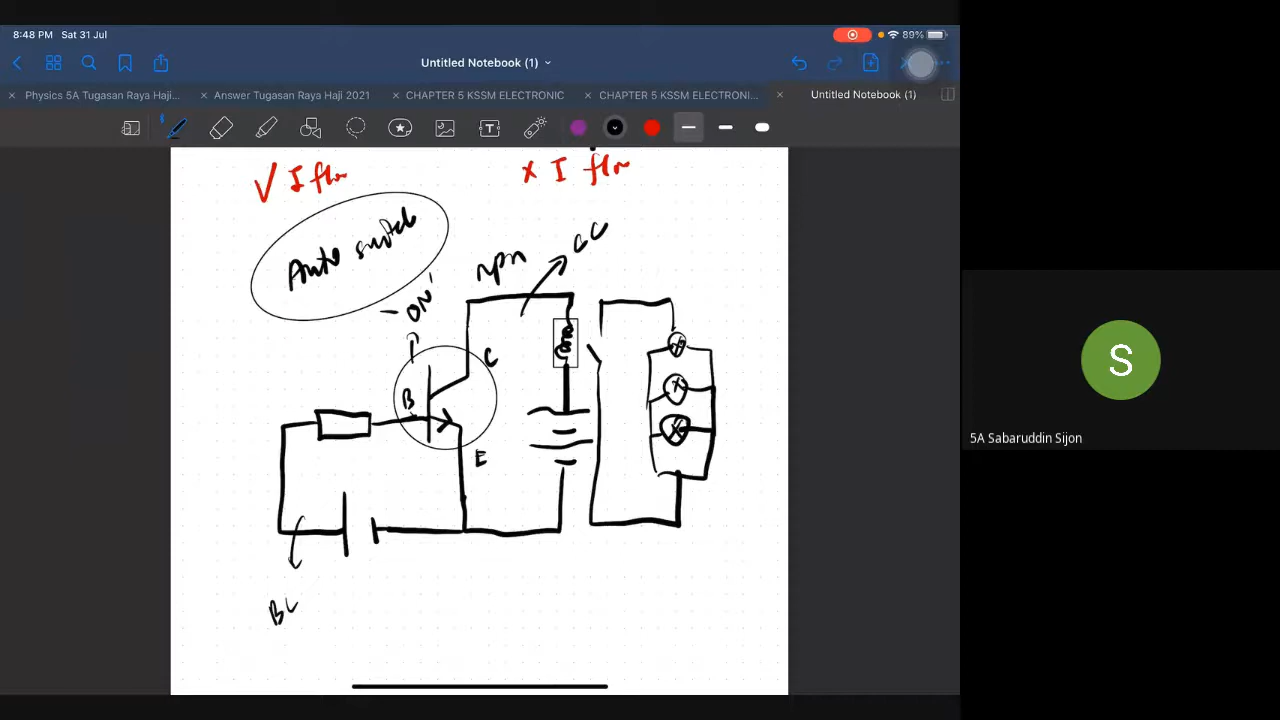 8:48 PM Sat 31 Jul
89%
Untitled Notebook (1)
Physics 5A Tugasan Raya Haji...
Answer Tugasan Raya Haji 2021
CHAPTER 5 KSSM ELECTRONIC
CHAPTER 5 KSSM ELECTRONI...
Untitled Notebook (1)
T
✓ I flow
x I flow
Auto switch
npn
CC
- ON'
C
B
E
BC
S
5A Sabaruddin Sijon